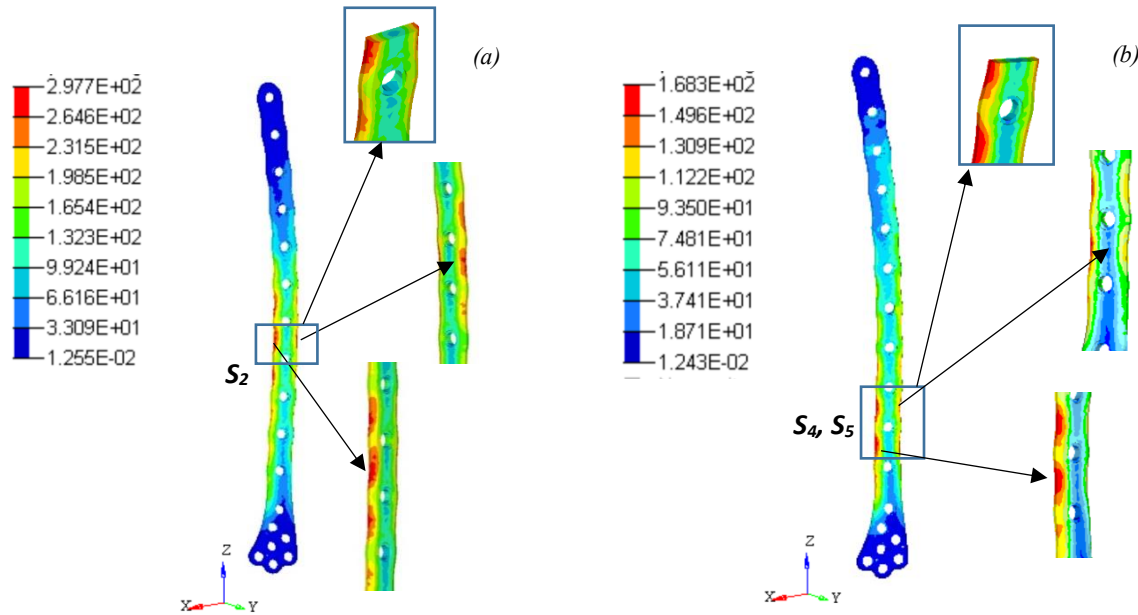 (a)
2.977E+02
2.646E+02
2.315E+02
1.985E+02
1.654E+02
1.323E+02
9.924E+01
6.616E+01
3.309E+01
1.255E-02
S₂
Z
X
Y
(b)
1.683E+02
1.496E+02
1.309E+02
1.122E+02
9.350E+01
7.481E+01
5.611E+01
3.741E+01
1.871E+01
1.243E-02
S₄, S₅
Z
X
Y